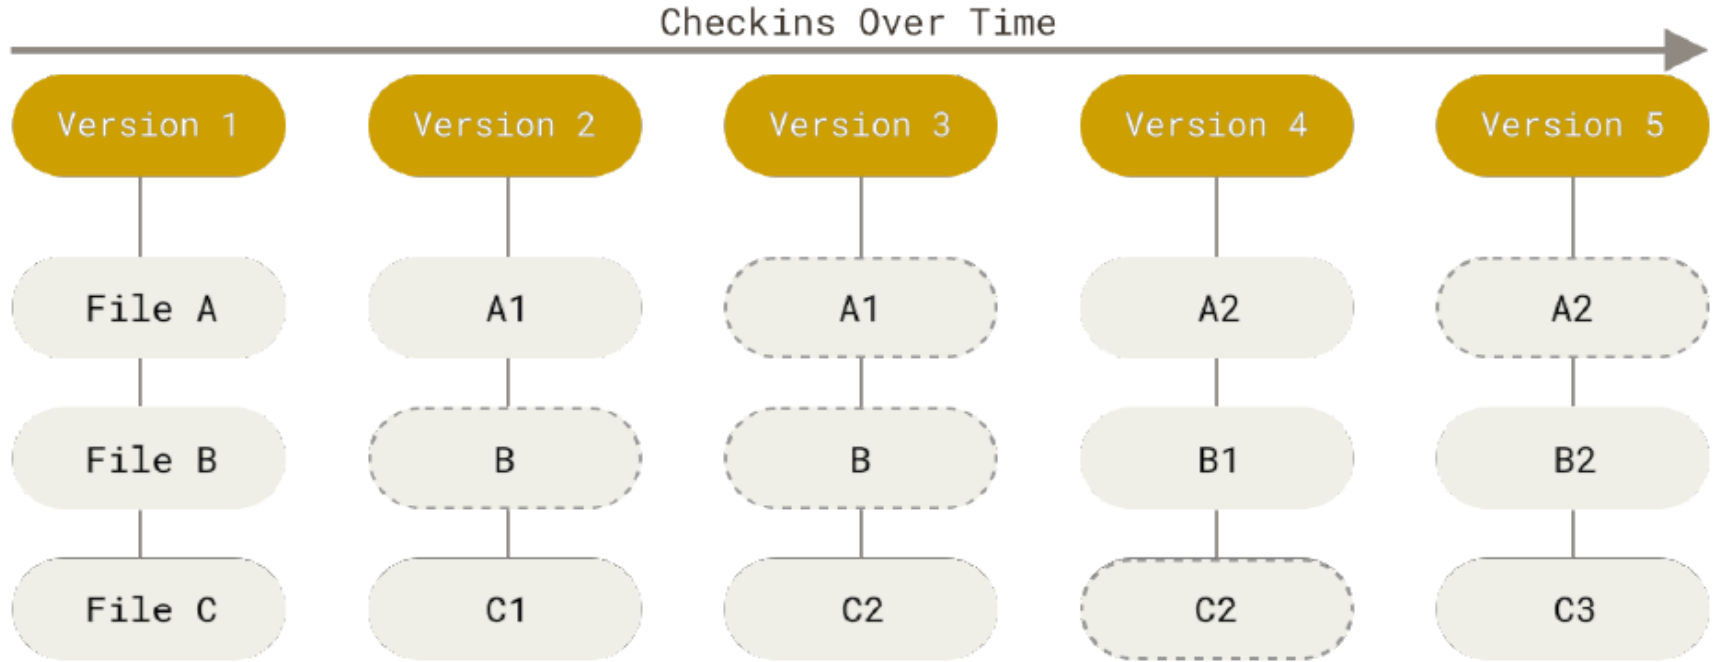 Checkins Over Time
Version 1 Version 2 Version 3 Version 4 Version 5
File A A1 A1 A2 A2
File B B B B1 B2
File C C1 C2 C2 C3